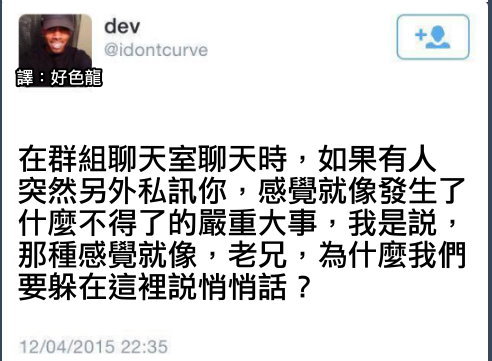 dev
@idontcurve
譯：好色龍
在群組聊天室聊天時，如果有人
突然另外私訊你，感覺就像發生了
什麼不得了的嚴重大事，我是說，
那種感覺就像，老兄，為什麼我們
要躲在這裡說悄悄話？
12/04/2015 22:35